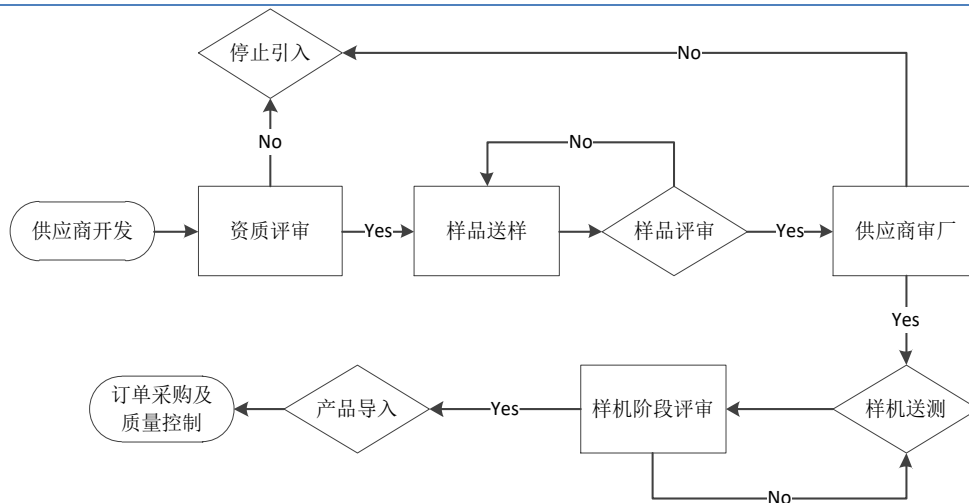 停止引入
No
No
No
供应商开发
资质评审
Yes
样品送样
样品评审
Yes
供应商审厂
Yes
订单采购及
质量控制
产品导入
Yes
样机阶段评审
样机送测
No